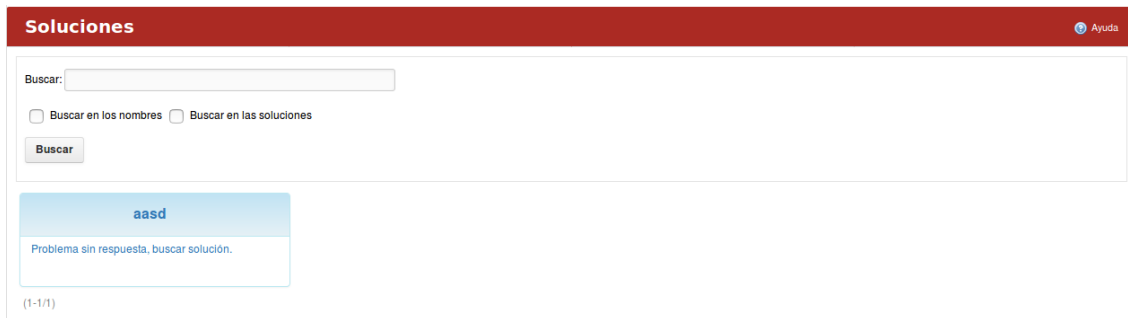 Soluciones
Ayuda
Buscar:
Buscar en los nombres Buscar en las soluciones
Buscar
aasd
Problema sin respuesta, buscar solución.
(1-1/1)